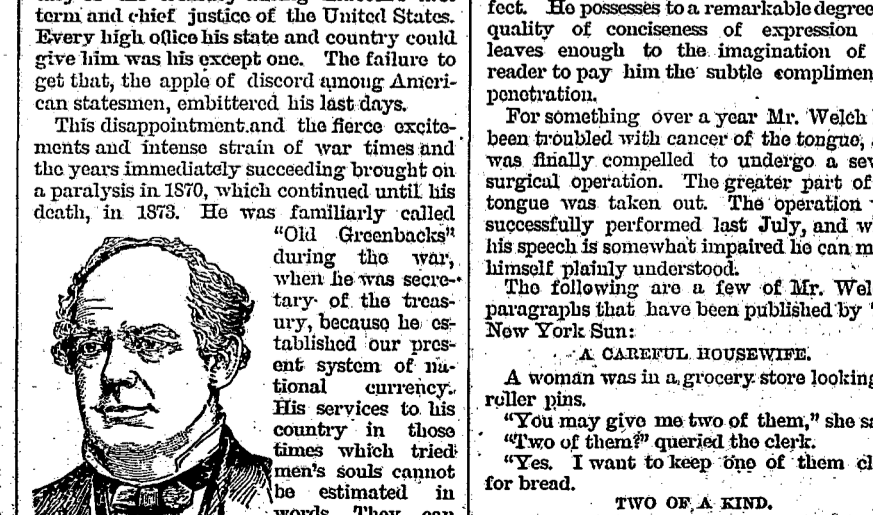 term and chief justice of the United States.
Every high office his state and country could
give him was his except one. The failure to
get that, the apple of discord among Ameri-
can statesmen, embittered his last days.
This disappointment and the fierce excite-
ments and intense strain of war times and
the years immediately succeeding brought on
a paralysis in 1870, which continued until his
death, in 1873. He was familiarly called
"Old Greenbacks"
during the war,
when he was secre-
tary of the treas-
ury, because he es-
tablished our pres-
ent system of na-
tional currency.
His services to his
country in those
times which tried
men's souls cannot
be estimated in
words. They can
fect. He possesses to a remarkable degree
quality of conciseness of expression
leaves enough to the imagination of
reader to pay him the subtle complimen
penetration.
For something over a year Mr. Welch
been troubled with cancer of the tongue,
was finally compelled to undergo a se
surgical operation. The greater part of
tongue was taken out. The operation
successfully performed last July, and w
his speech is somewhat impaired he can m
himself plainly understood.
The following are a few of Mr. Wel
paragraphs that have been published by
New York Sun:
A CAREFUL HOUSEWIFE.
A woman was in a grocery store looking
roller pins.
"You may give me two of them," she sa
"Two of them?" queried the clerk.
"Yes. I want to keep one of them cl
for bread.
TWO OF A KIND.